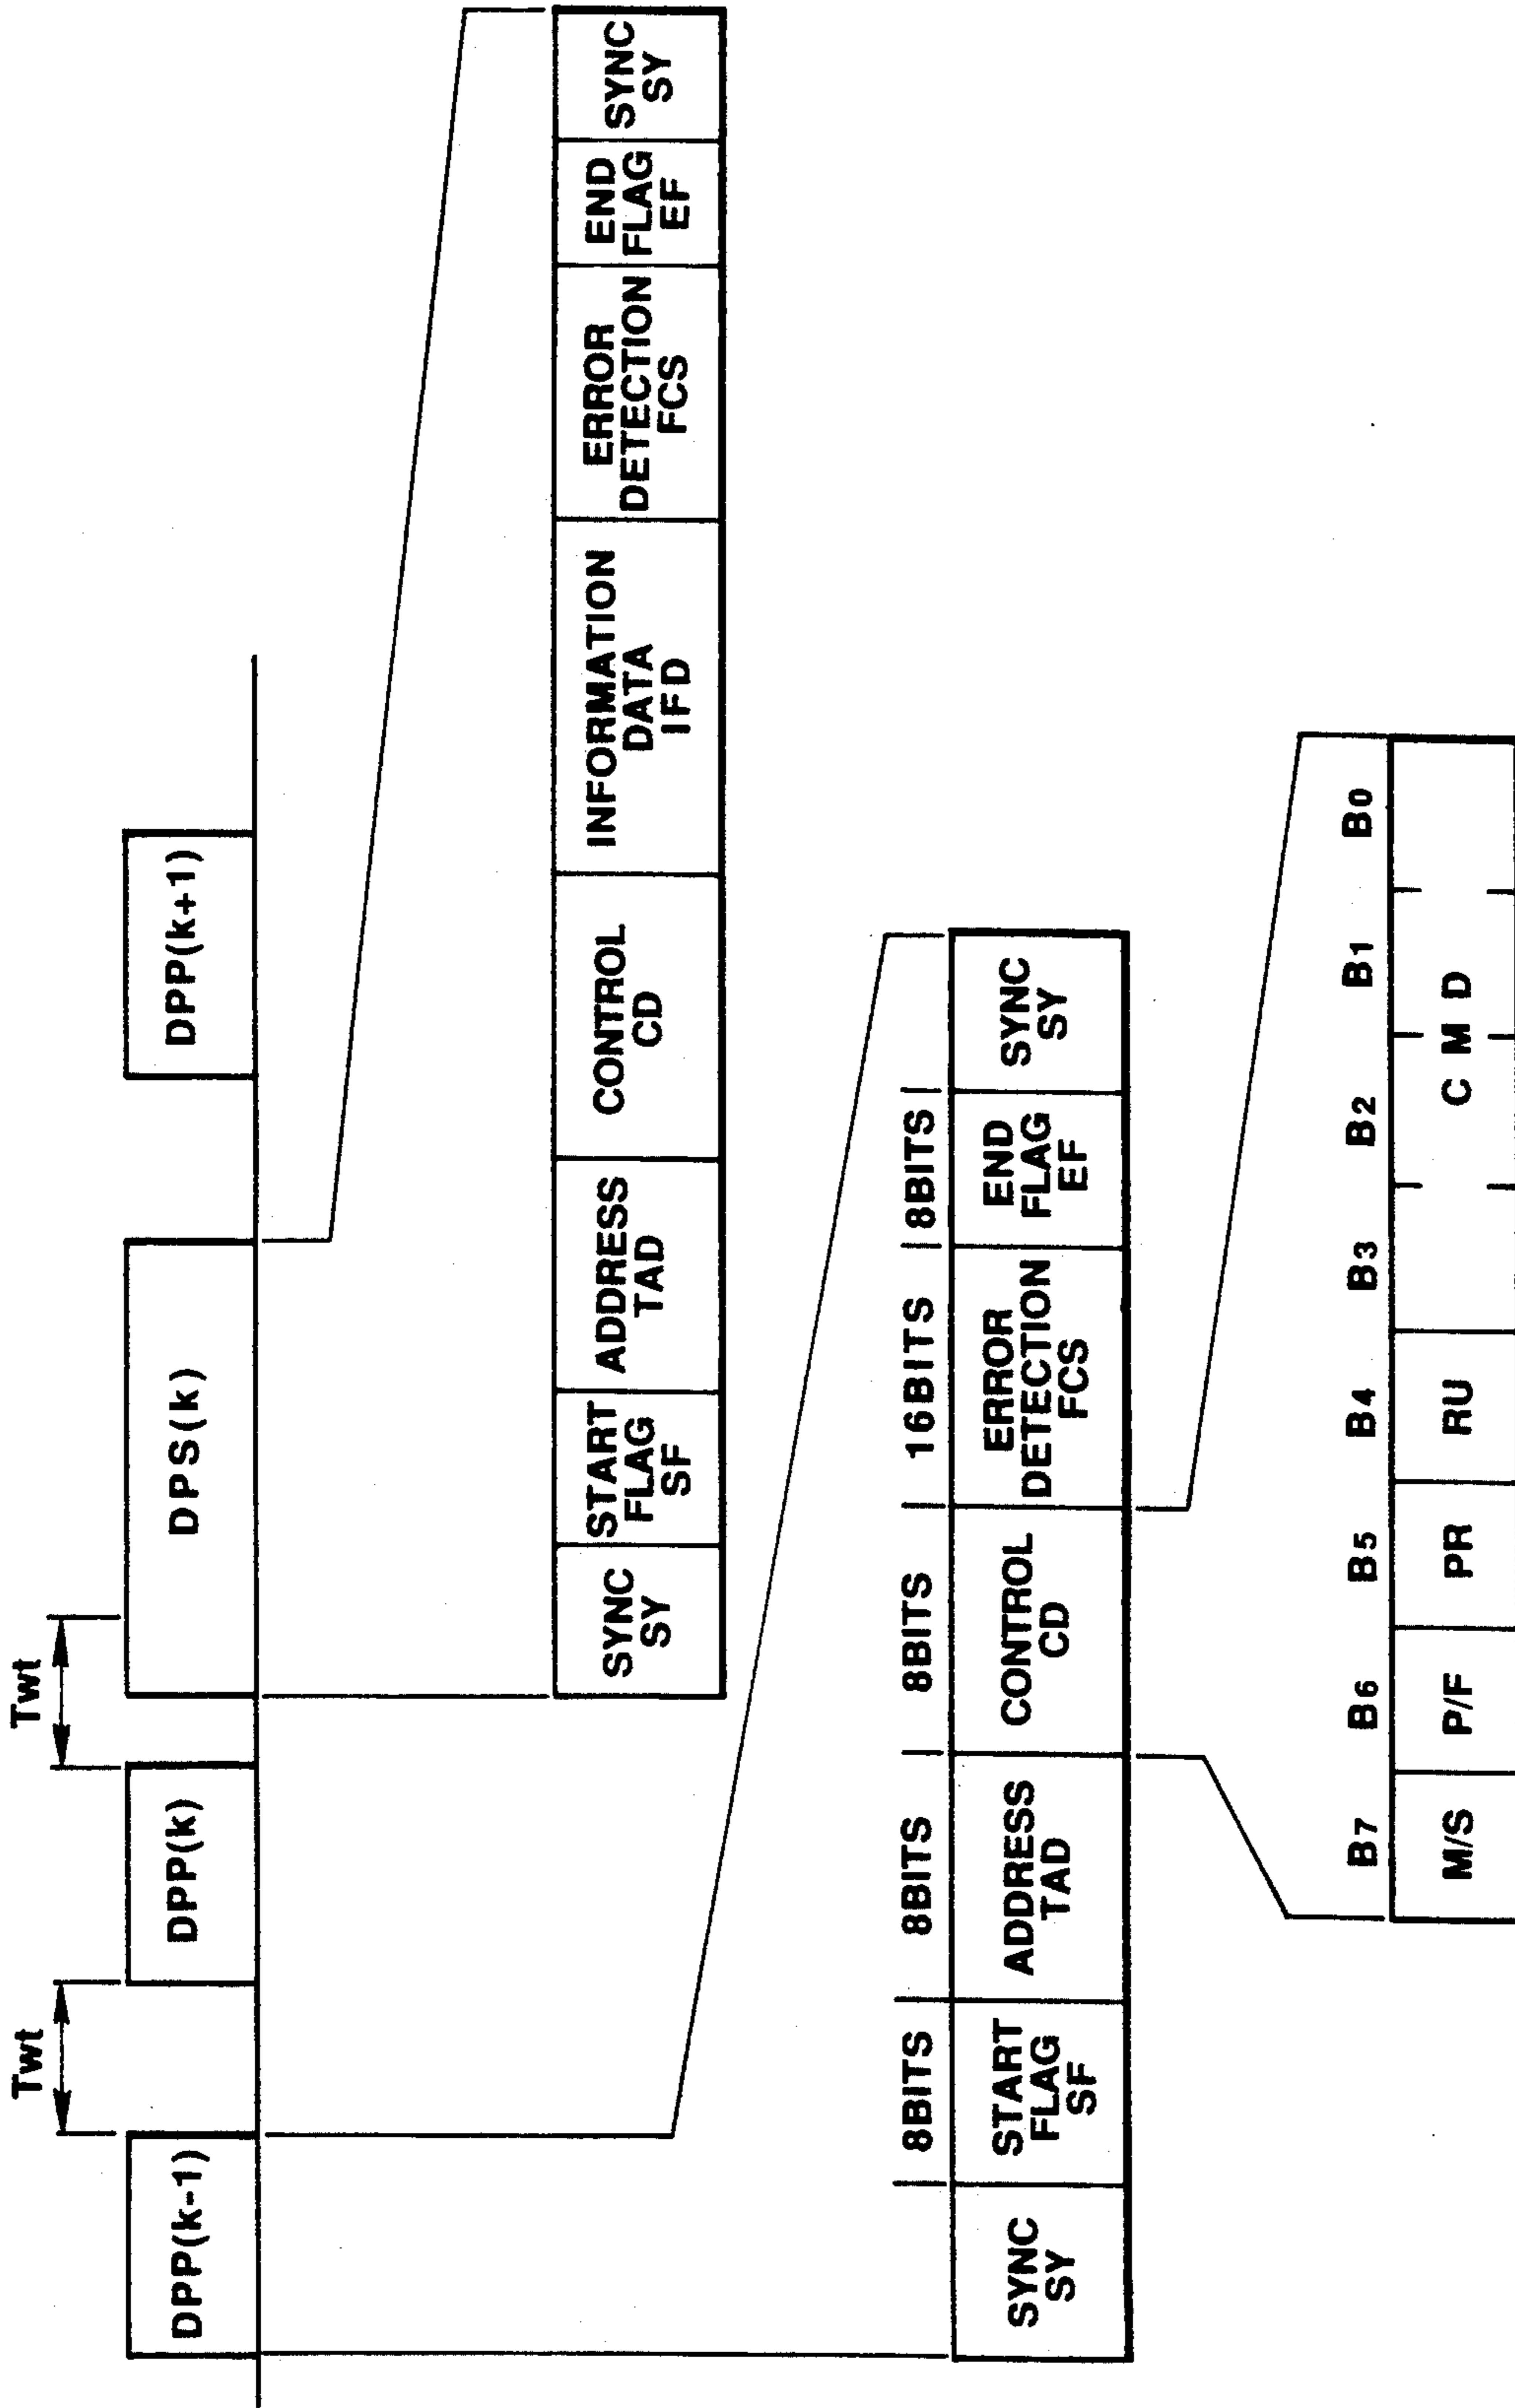 Twt
Twt
DPP(k-1)
DPP(k)
DPS(k)
DPP(k+1)
SYNC
SY
START
FLAG
SF
ADDRESS
TAD
CONTROL
CD
INFORMATION
DATA
IFD
ERROR
DETECTION
FCS
END
FLAG
EF
SYNC
SY
8BITS
8BITS
8BITS
16BITS
8BITS
SYNC
SY
START
FLAG
SF
ADDRESS
TAD
CONTROL
CD
ERROR
DETECTION
FCS
END
FLAG
EF
SYNC
SY
B7 B6 B5 B4 B3 B2 B1 B0
M/S P/F PR RU C M D